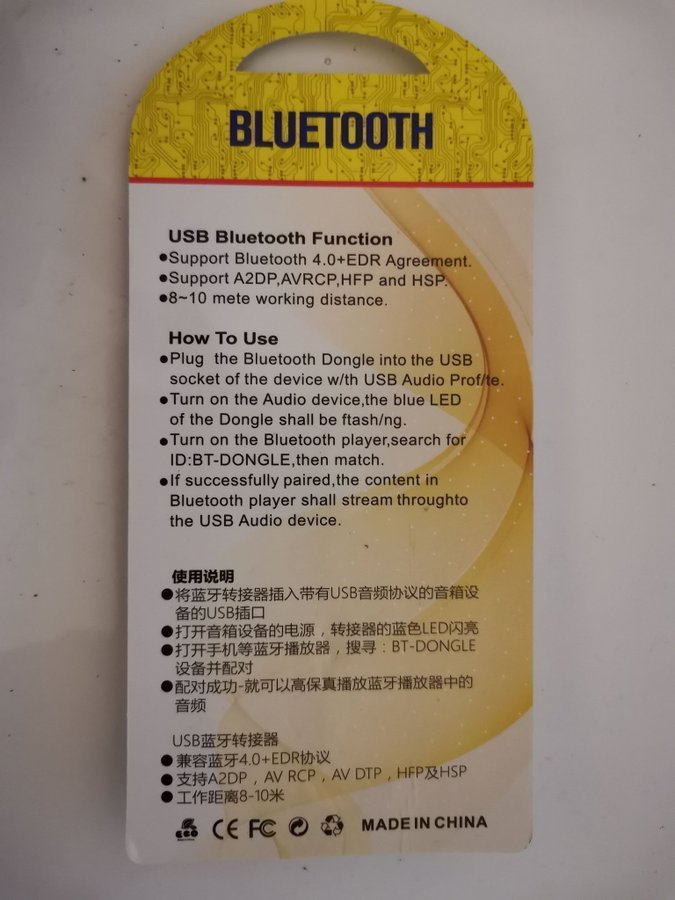 BLUETOOTH
USB Bluetooth Function
●Support Bluetooth 4.0+EDR Agreement.
●Support A2DP,AVRCP,HFP and HSP.
●8~10 mete working distance.
How To Use
●Plug the Bluetooth Dongle into the USB
socket of the device w/th USB Audio Prof/te.
●Turn on the Audio device,the blue LED
of the Dongle shall be ftash/ng.
●Turn on the Bluetooth player,search for
ID:BT-DONGLE,then match.
●If successfully paired,the content in
Bluetooth player shall stream throughto
the USB Audio device.
使用说明
●将蓝牙转接器插入带有USB音频协议的音箱设
备的USB插口
●打开音箱设备的电源，转接器的蓝色LED闪亮
●打开手机等蓝牙播放器，搜寻：BT-DONGLE
设备并配对
●配对成功-就可以高保真播放蓝牙播放器中的
音频
USB蓝牙转接器
●兼容蓝牙4.0+EDR协议
●支持A2DP，AV RCP，AV DTP，HFP及HSP
●工作距离8-10米
ECO CE FC MADE IN CHINA